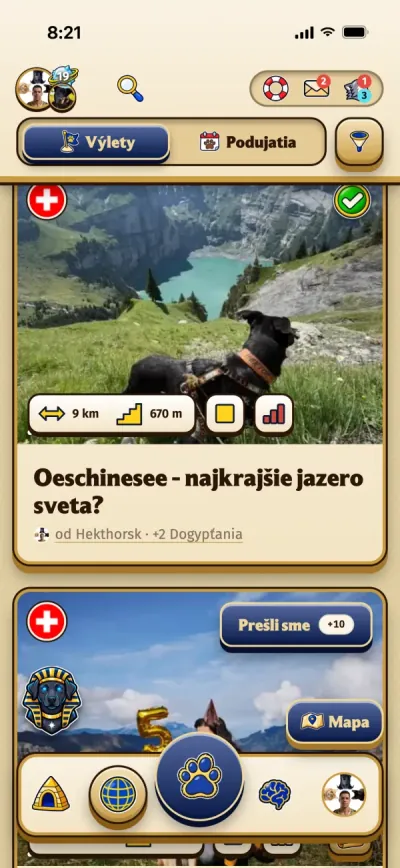 8:21
19
2
1
3
Výlety
Podujatia
9 km
670 m
Oeschinesee - najkrajšie jazero
sveta?
od Hekthorsk · +2 Dogypťania
Prešli sme
+10
5
Mapa